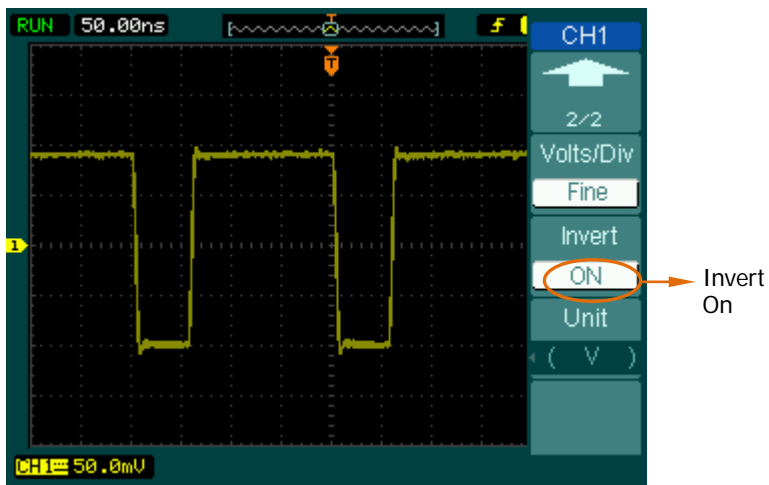 RUN 50.00ns
T
CH1
2/2
Volts/Div
Fine
Invert
ON
Unit
( V )
T
1
CH1 50.0mV
Invert
On